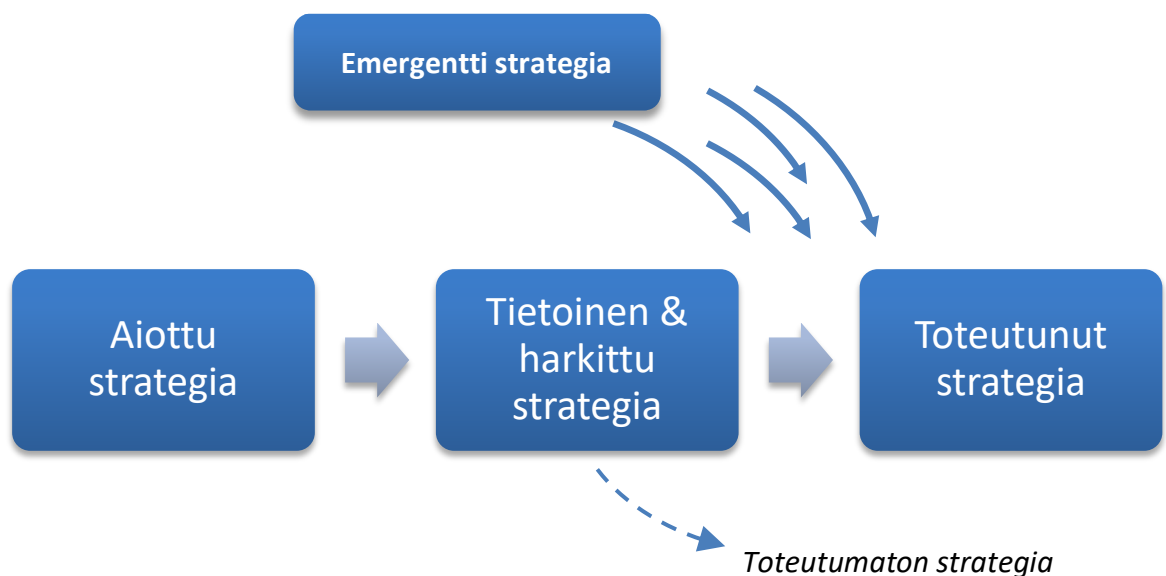 Emergentti strategia
Aiottu
strategia
Tietoinen &
harkittu
strategia
Toteutunut
strategia
Toteutumaton strategia